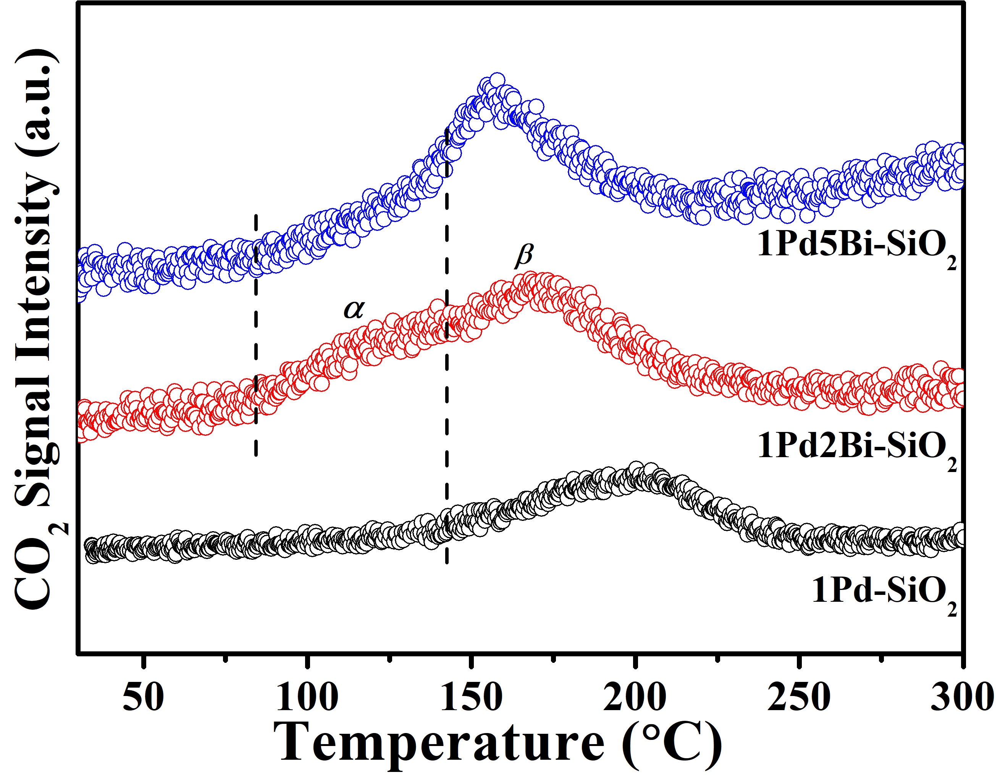 CO₂ Signal Intensity (a.u.)
1Pd5Bi-SiO₂
β
α
1Pd2Bi-SiO₂
1Pd-SiO₂
50 100 150 200 250 300
Temperature (°C)